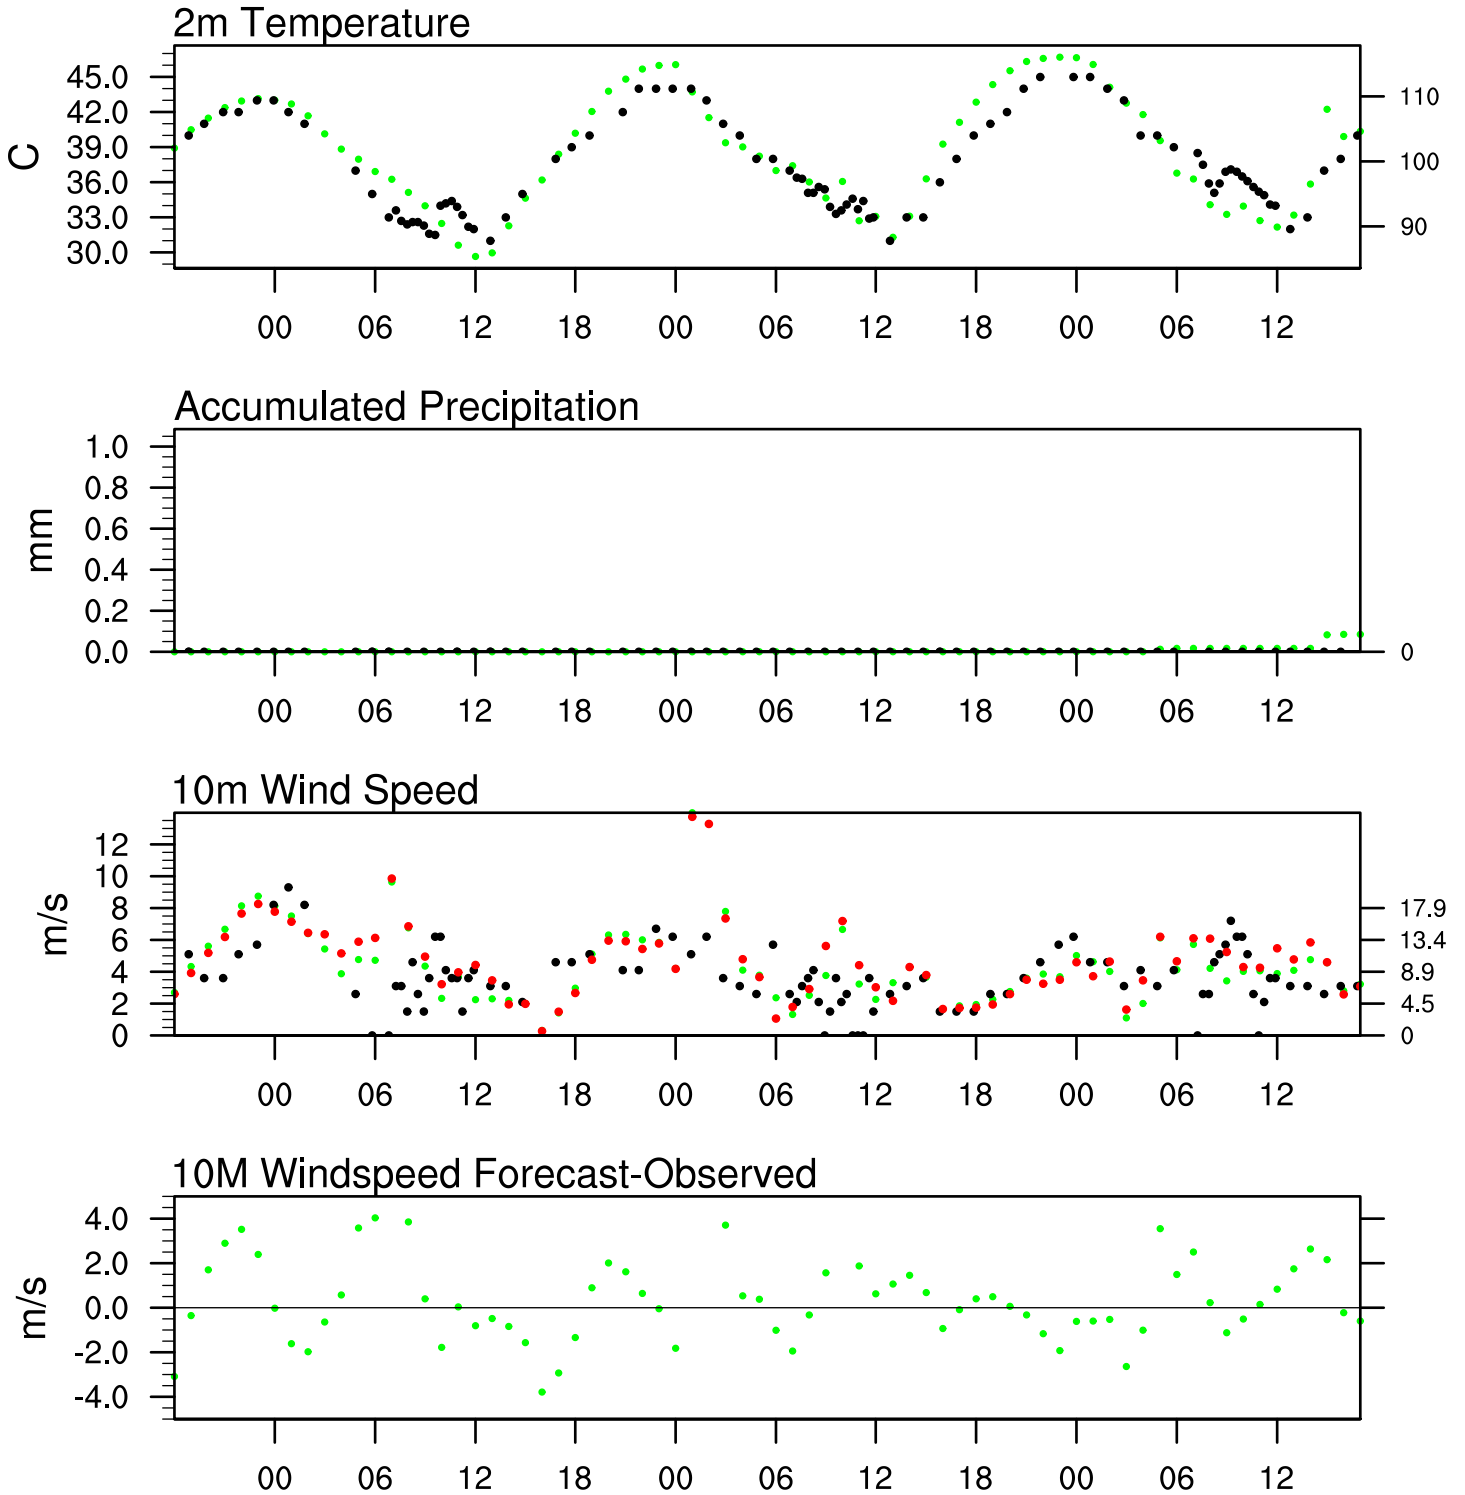 2m Temperature
45.0
42.0
39.0
36.0
33.0
30.0
C
110
100
90
00 06 12 18 00 06 12 18 00 06 12
Accumulated Precipitation
1.0
0.8
0.6
0.4
0.2
0.0
mm
0
00 06 12 18 00 06 12 18 00 06 12
10m Wind Speed
12
10
8
6
4
2
0
m/s
17.9
13.4
8.9
4.5
0
00 06 12 18 00 06 12 18 00 06 12
10M Windspeed Forecast-Observed
4.0
2.0
0.0
-2.0
-4.0
m/s
00 06 12 18 00 06 12 18 00 06 12